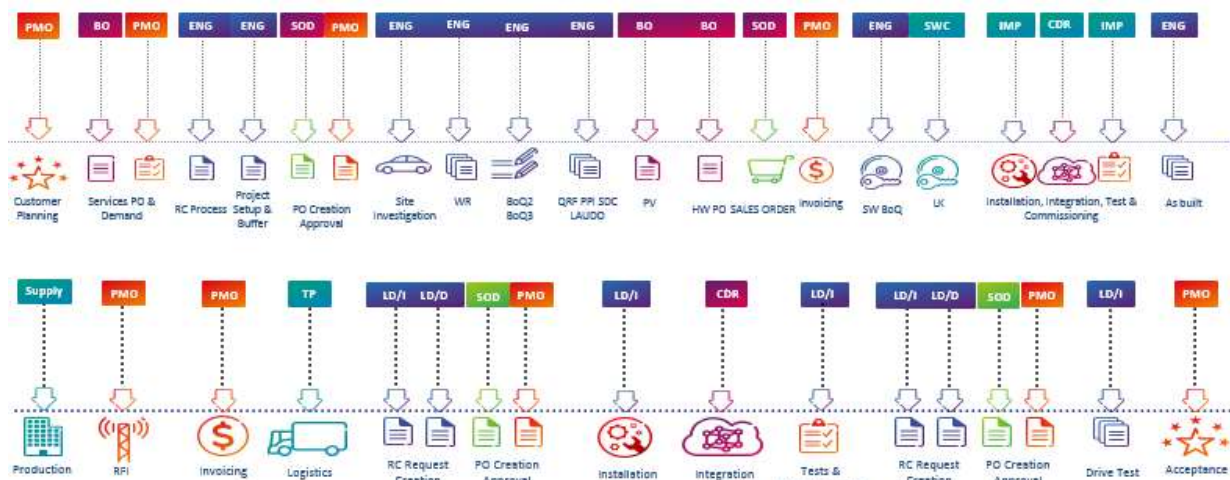 PMO BO PMO ENG ENG SOD PMO ENG ENG ENG ENG BO BO SOD PMO ENG SWC IMP CDR IMP ENG
Customer
Planning
Services PO &
Demand
RC Process
Project
Setup &
Buffer
PO Creation
Approval
Site
Investigation
WR
BoQ2
BoQ3
QRF PPI SDC
LAUDO
PV
HW PO
SALES ORDER
Invoicing
SW BoQ
LK
Installation, Integration, Test &
Commissioning
As built
Supply PMO PMO TP LD/I LD/D SOD PMO LD/I CDR LD/I LD/I LD/D SOD PMO LD/I PMO
Production
RFI
Invoicing
Logistics
RC Request
Creation
PO Creation
Approval
Installation
Integration
Tests &
RC Request
Creation
PO Creation
Approval
Drive Test
Acceptance